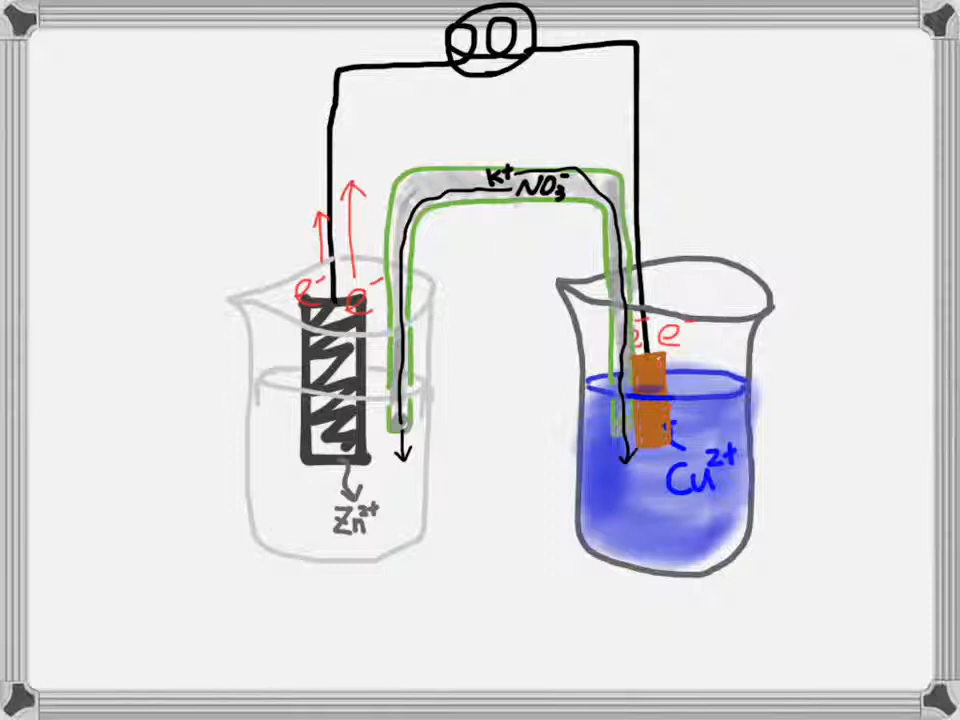 K⁺ NO₃⁻
e⁻ e⁻
e⁻ e⁻
Cu²⁺
Zn²⁺